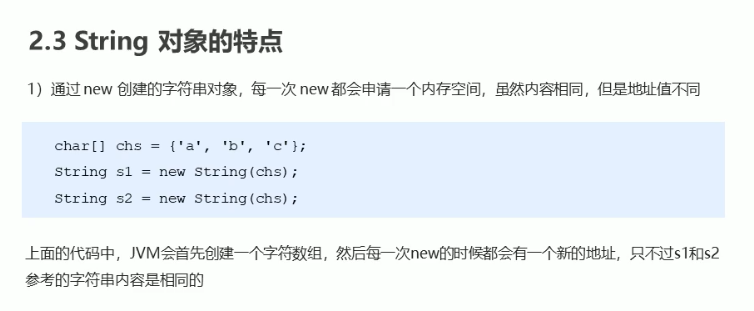 2.3 String 对象的特点
1）通过 new 创建的字符串对象，每一次 new 都会申请一个内存空间，虽然内容相同，但是地址值不同
char[] chs = {'a', 'b', 'c'};
String s1 = new String(chs);
String s2 = new String(chs);
上面的代码中，JVM会首先创建一个字符数组，然后每一次new的时候都会有一个新的地址，只不过s1和s2
参考的字符串内容是相同的